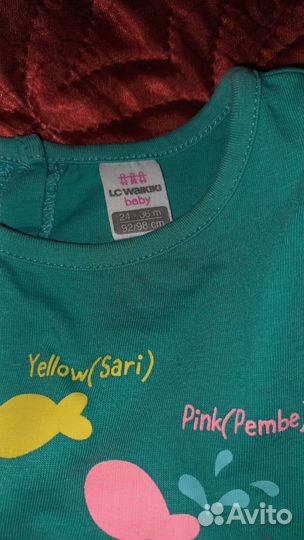 LC WAIKIKI
baby
24 - 36 m
92/98 cm
Yellow(Sari)
Pink(Pembe)
Avito